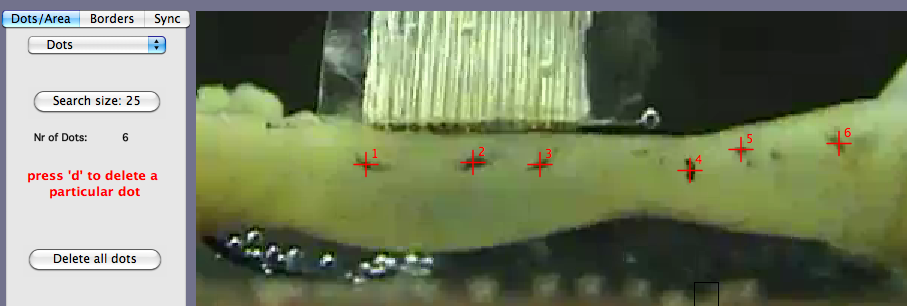 Dots/Area Borders Sync
Dots
Search size: 25
Nr of Dots: 6
press 'd' to delete a
particular dot
Delete all dots
1 2 3 4 5 6